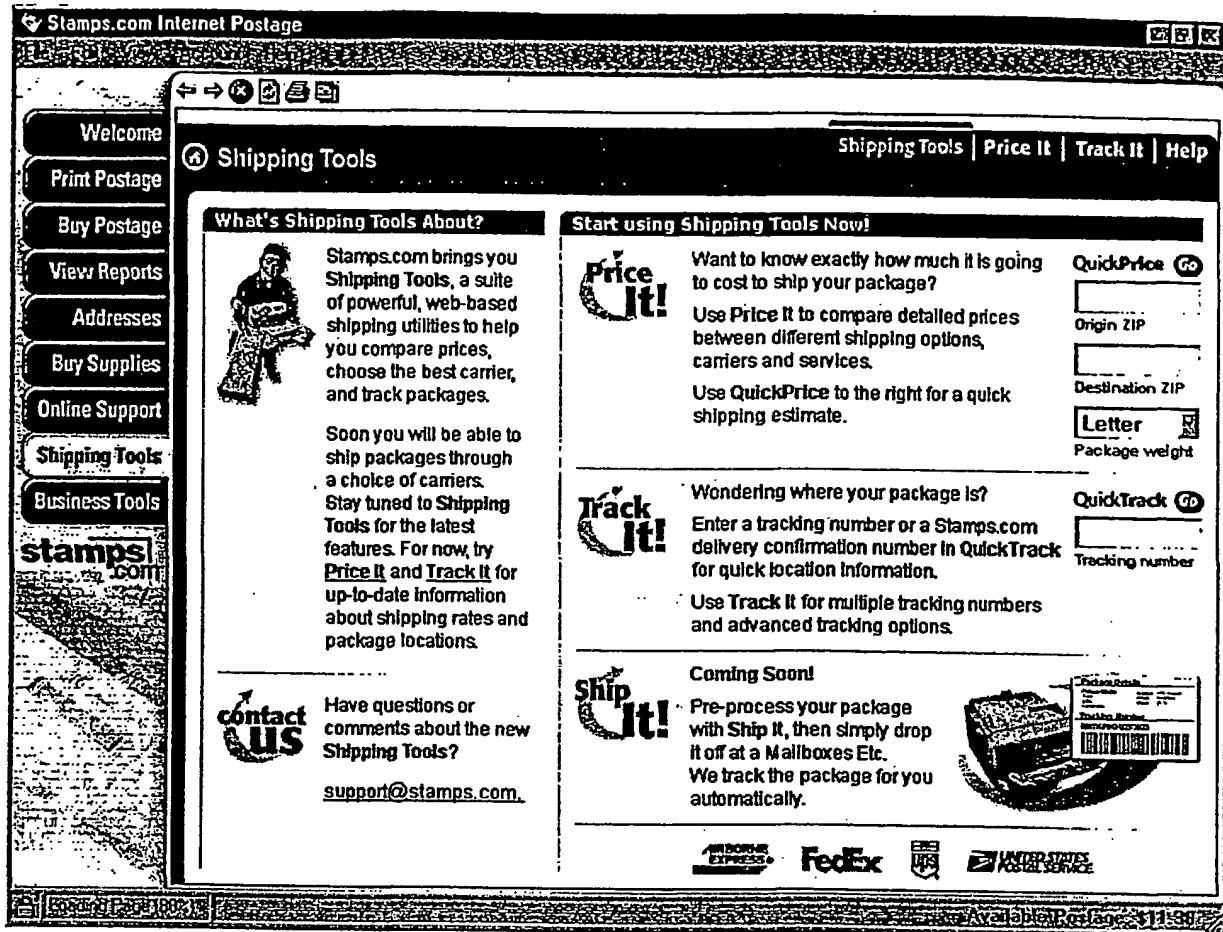 Stamps.com Internet Postage
Welcome
Print Postage
Buy Postage
View Reports
Addresses
Buy Supplies
Online Support
Shipping Tools
Business Tools
stamps
.com
Shipping Tools
Shipping Tools | Price It | Track It | Help
What's Shipping Tools About?
Stamps.com brings you
Shipping Tools, a suite
of powerful, web-based
shipping utilities to help
you compare prices,
choose the best carrier,
and track packages.
Soon you will be able to
ship packages through
a choice of carriers.
Stay tuned to Shipping
Tools for the latest
features. For now, try
Price It and Track It for
up-to-date information
about shipping rates and
package locations.
contact
us
Have questions or
comments about the new
Shipping Tools?
support@stamps.com.
Start using Shipping Tools Now!
Price
It!
Want to know exactly how much it is going
to cost to ship your package?
Use Price It to compare detailed prices
between different shipping options,
carriers and services.
Use QuickPrice to the right for a quick
shipping estimate.
QuickPrice GO
Origin ZIP
Destination ZIP
Letter
Package weight
Track
It!
Wondering where your package is?
Enter a tracking number or a Stamps.com
delivery confirmation number in QuickTrack
for quick location information.
Use Track It for multiple tracking numbers
and advanced tracking options.
QuickTrack GO
Tracking number
Ship
It!
Coming Soon!
Pre-process your package
with Ship It, then simply drop
it off at a Mailboxes Etc.
We track the package for you
automatically.
Package Details
Tracking Number
AIRBORNE
EXPRESS
FedEx
UPS
UNITED STATES
POSTAL SERVICE
Loading Page (80%)
Available Postage: $11.98